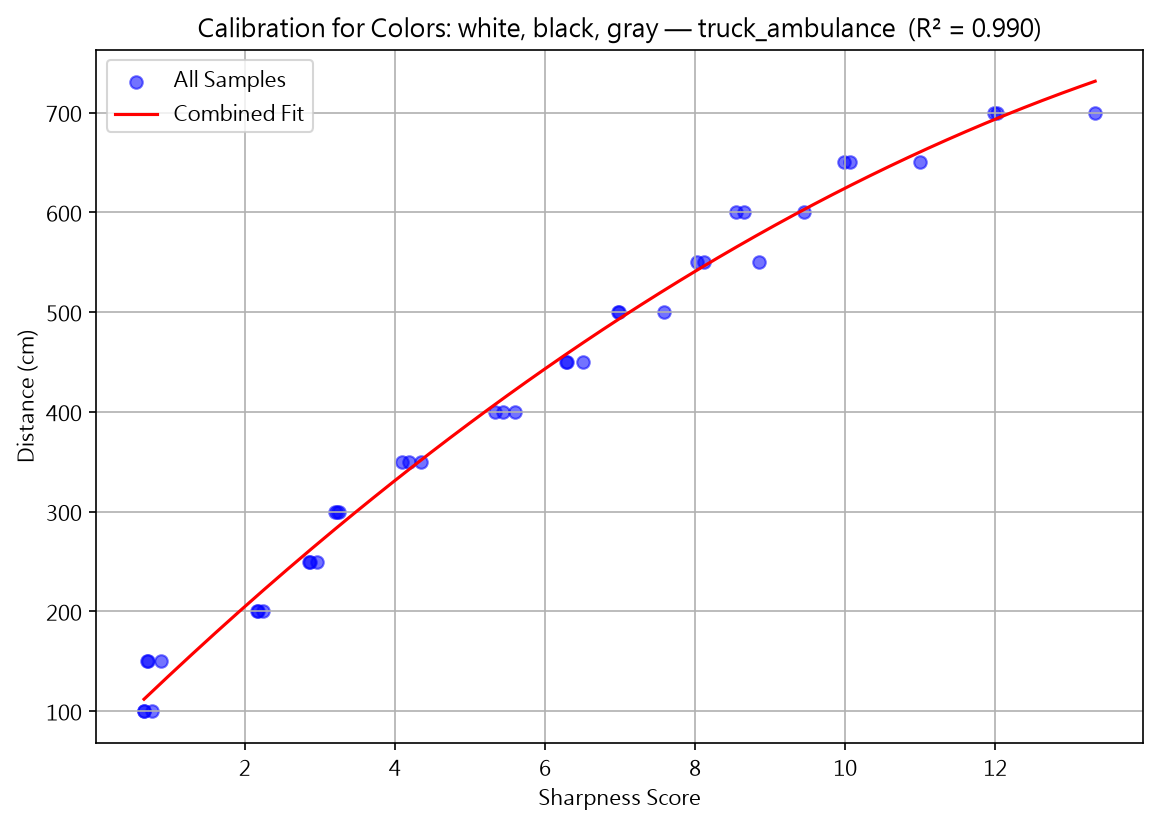 Calibration for Colors: white, black, gray — truck_ambulance (R² = 0.990)
All Samples
Combined Fit
700
600
500
400
300
200
100
Distance (cm)
2 4 6 8 10 12
Sharpness Score